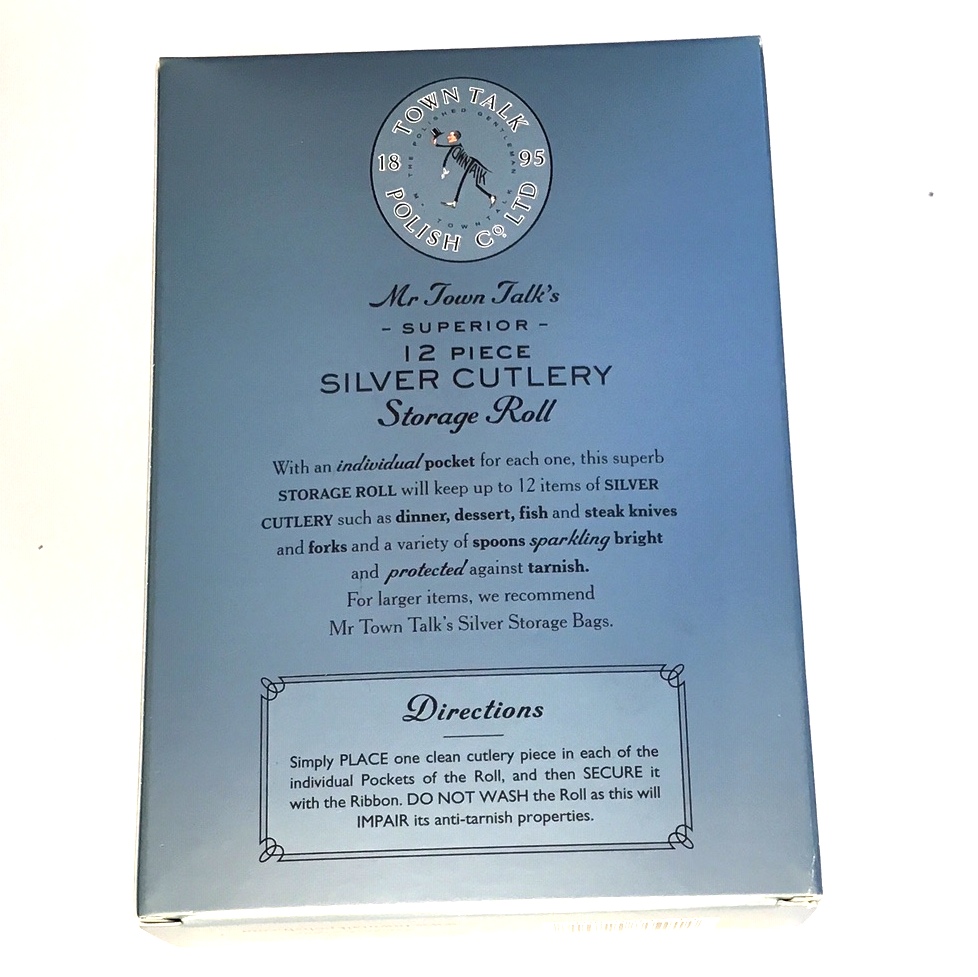 TOWN TALK
THE POLISHED GENTLEMAN
18 TOWNTALK 95
MR TOWNTALK
POLISH Co LTD
Mr Town Talk's
- SUPERIOR -
12 PIECE
SILVER CUTLERY
Storage Roll
With an individual pocket for each one, this superb
STORAGE ROLL will keep up to 12 items of SILVER
CUTLERY such as dinner, dessert, fish and steak knives
and forks and a variety of spoons sparkling bright
and protected against tarnish.
For larger items, we recommend
Mr Town Talk's Silver Storage Bags.
Directions
Simply PLACE one clean cutlery piece in each of the
individual Pockets of the Roll, and then SECURE it
with the Ribbon. DO NOT WASH the Roll as this will
IMPAIR its anti-tarnish properties.